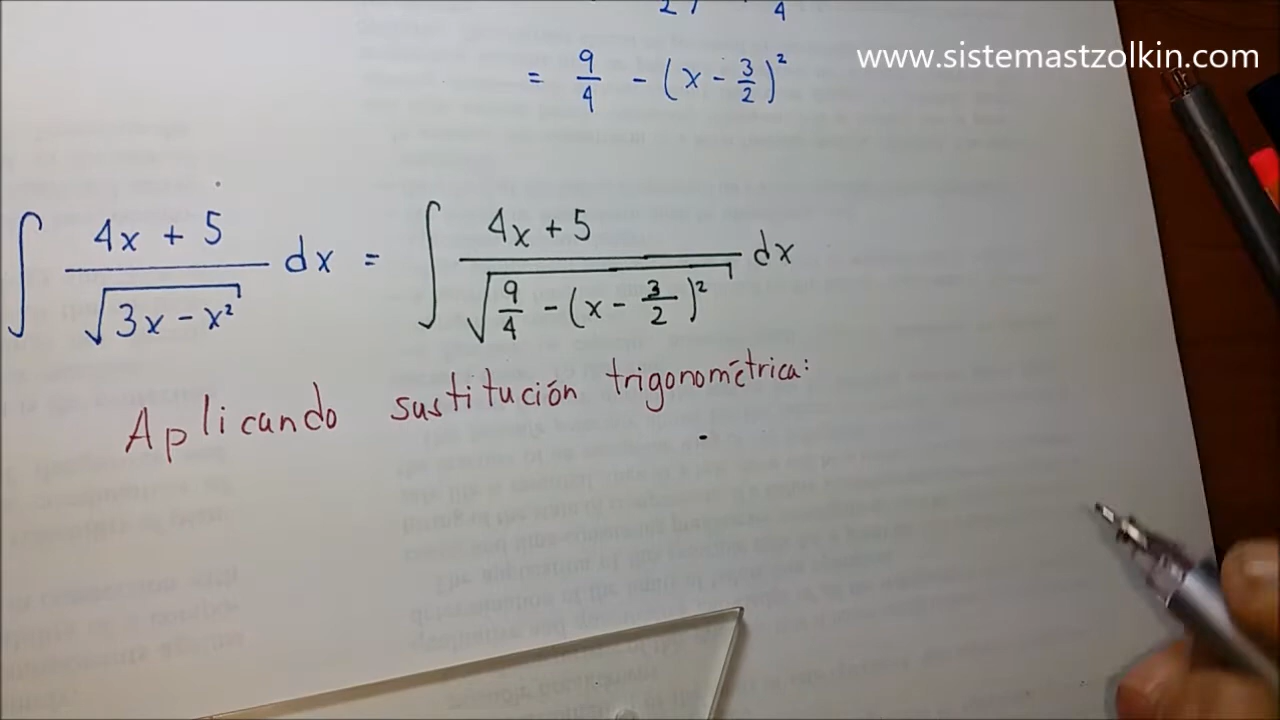 www.sistemastzolkin.com
= 9/4 - (x - 3/2)²
∫ (4x + 5)/√(3x - x²) dx = ∫ (4x + 5)/√(9/4 - (x - 3/2)²) dx
Aplicando sustitución trigonométrica: